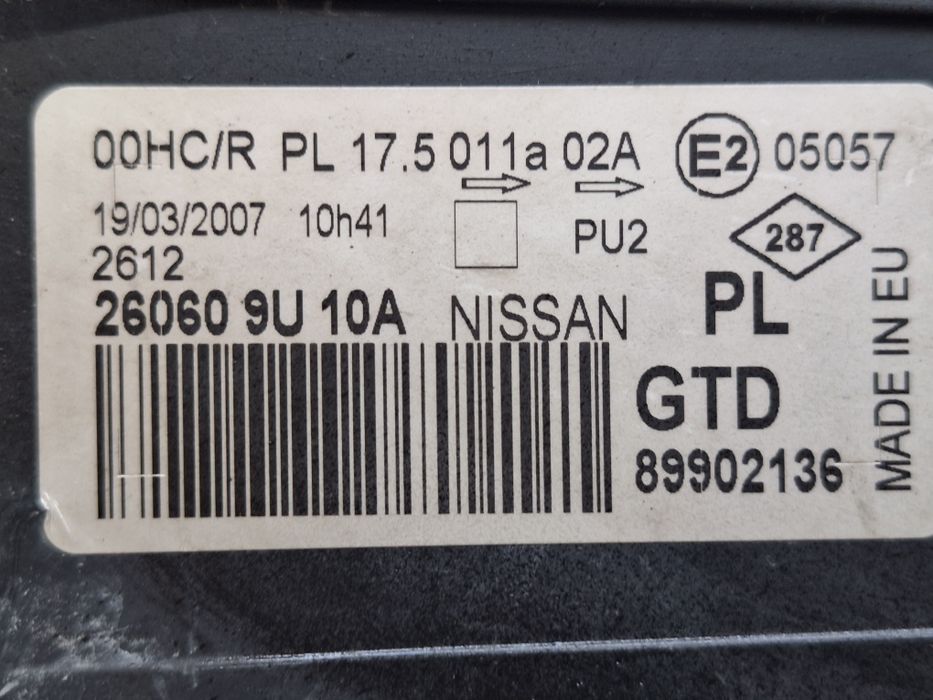 00HC/R PL 17.5 011a 02A E2 05057
19/03/2007 10h41
PU2
287
2612
26060 9U 10A NISSAN
PL
GTD
89902136
MADE IN EU